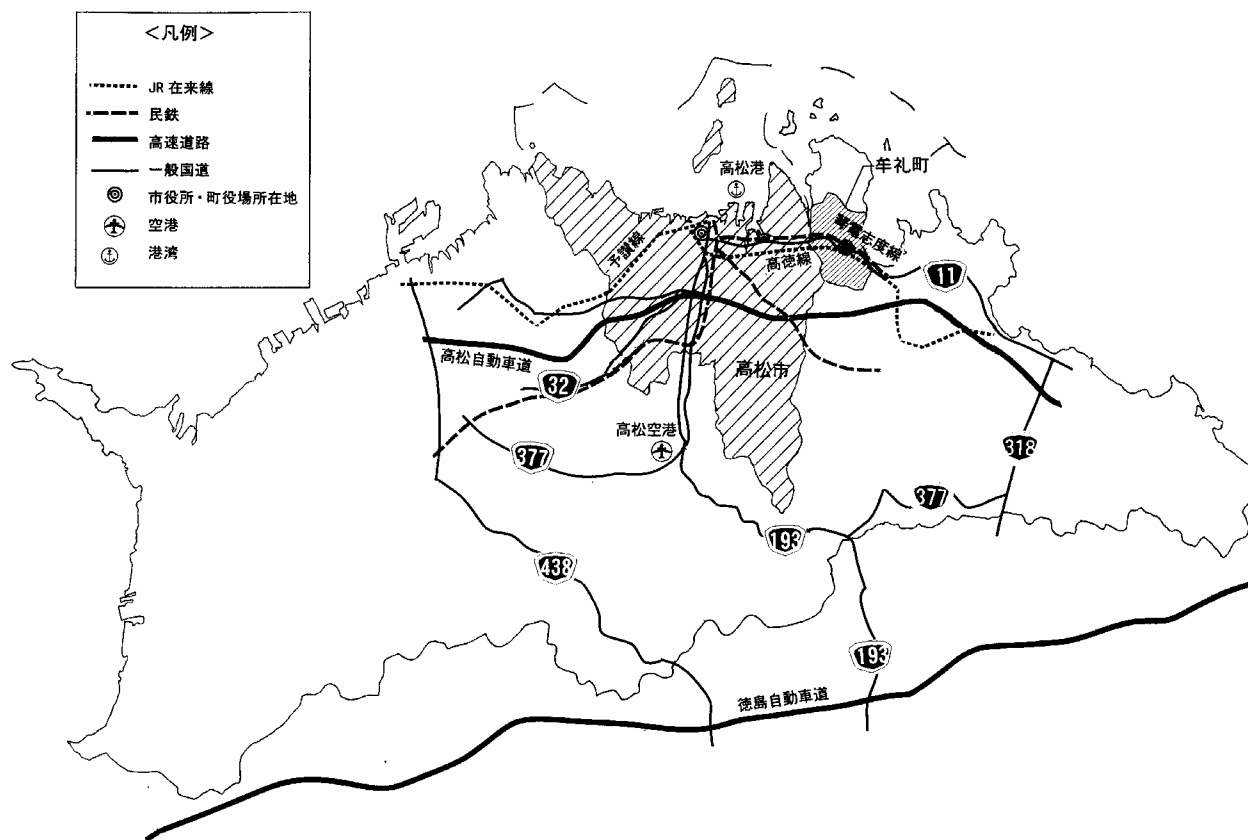 ＜凡例＞
JR在来線
民鉄
高速道路
一般国道
市役所・町役場所在地
空港
港湾
高松港
牟礼町
予讃線
琴電志度線
高徳線
11
高松自動車道
32
高松市
高松空港
377
318
377
193
438
193
徳島自動車道